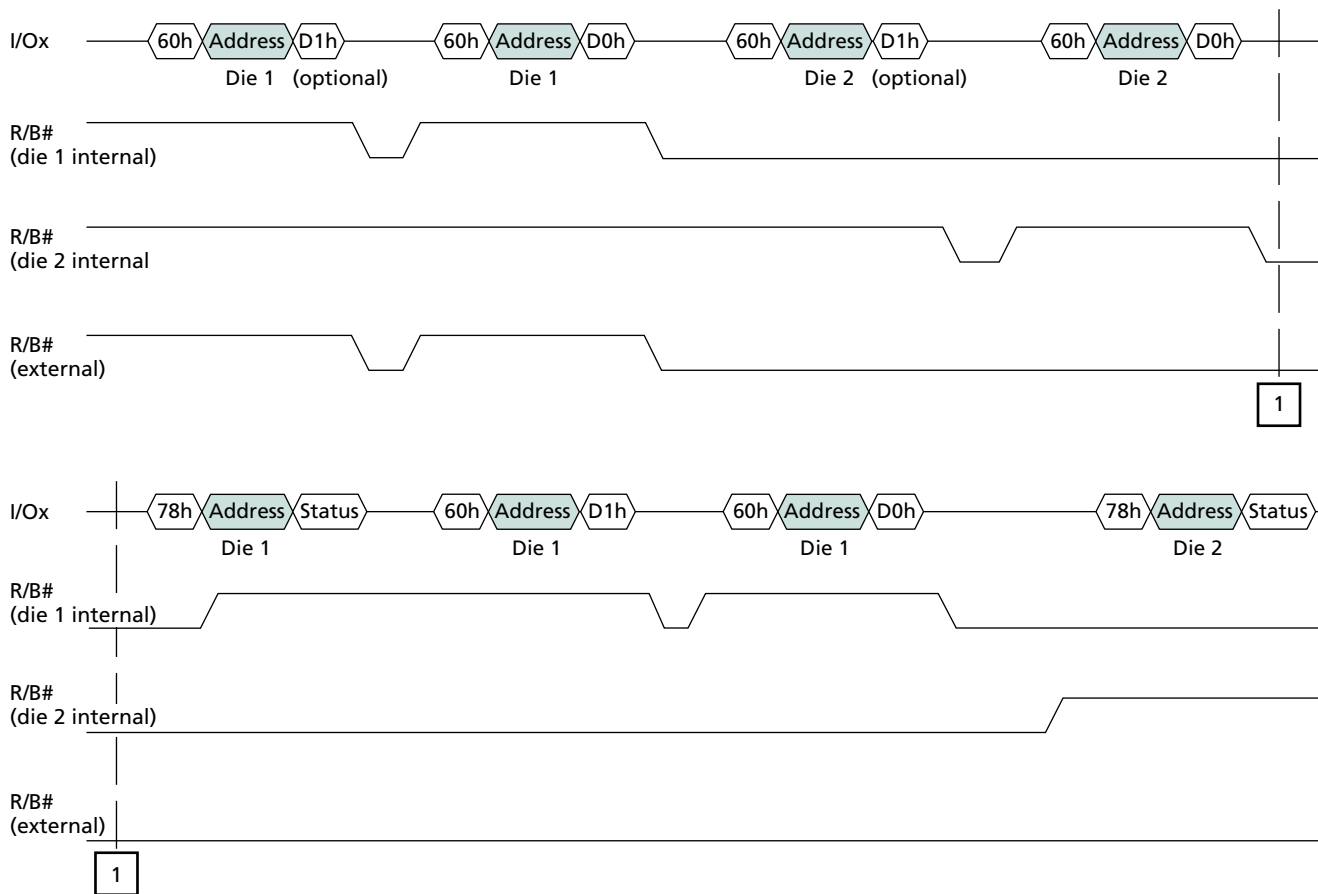 I/Ox 60h Address D1h 60h Address D0h 60h Address D1h 60h Address D0h
Die 1 (optional) Die 1 Die 2 (optional) Die 2
R/B#
(die 1 internal)
R/B#
(die 2 internal
R/B#
(external)
1
I/Ox 78h Address Status 60h Address D1h 60h Address D0h 78h Address Status
Die 1 Die 1 Die 1 Die 2
R/B#
(die 1 internal)
R/B#
(die 2 internal)
R/B#
(external)
1